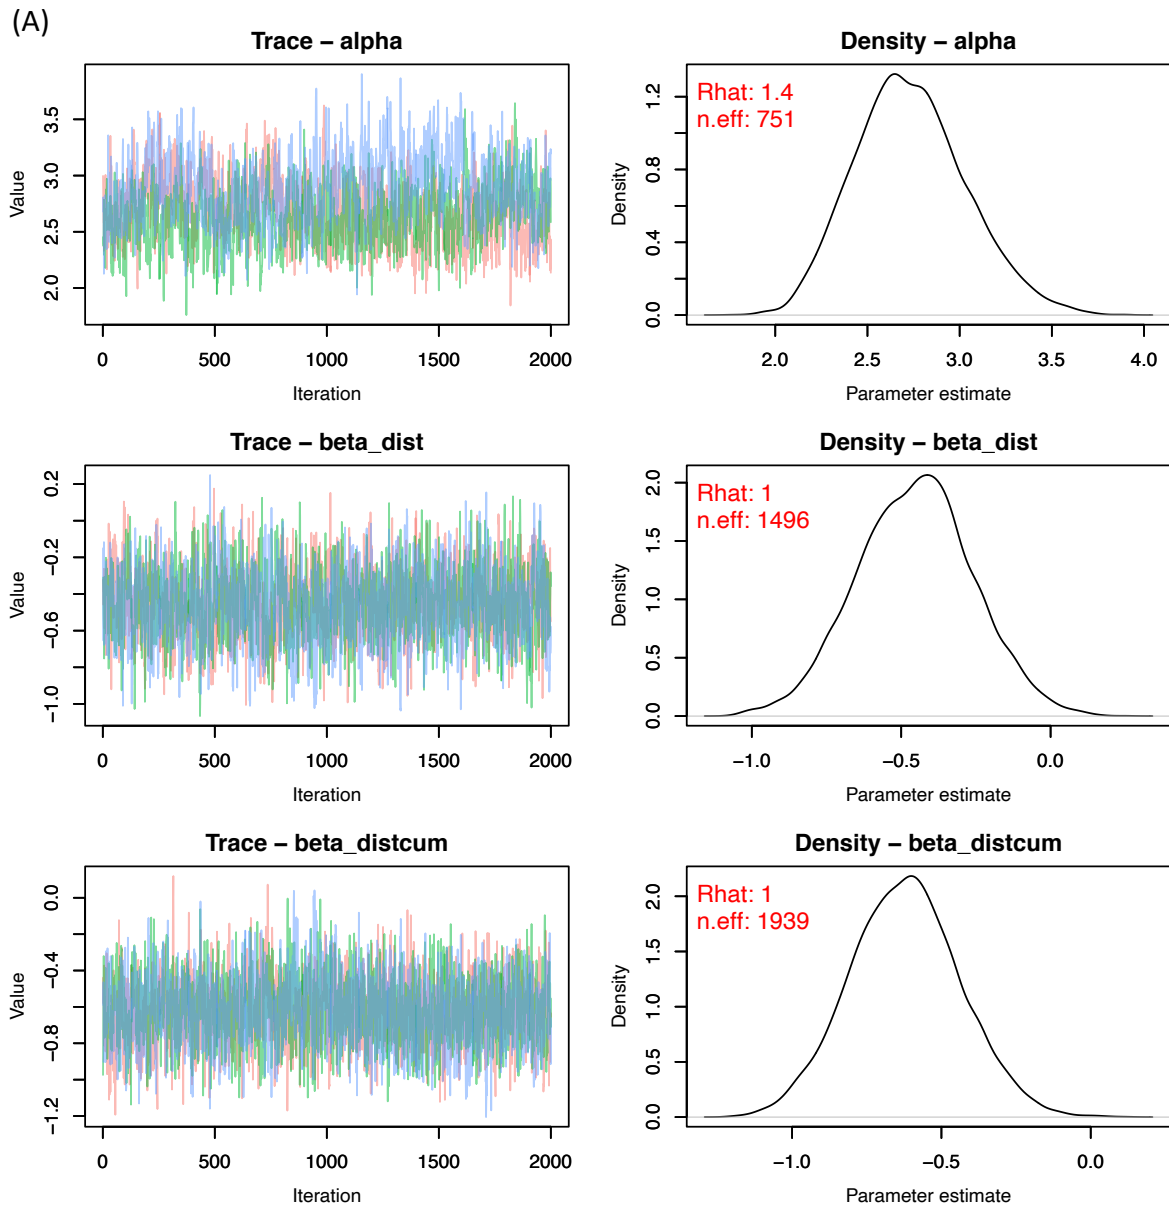 (A)
Trace – alpha
Value
3.5
3.0
2.5
2.0
0 500 1000 1500 2000
Iteration
Density – alpha
Rhat: 1.4
n.eff: 751
Density
1.2
0.8
0.4
0.0
2.0 2.5 3.0 3.5 4.0
Parameter estimate
Trace – beta_dist
Value
0.2
−0.2
−0.6
−1.0
0 500 1000 1500 2000
Iteration
Density – beta_dist
Rhat: 1
n.eff: 1496
Density
2.0
1.5
1.0
0.5
0.0
−1.0 −0.5 0.0
Parameter estimate
Trace – beta_distcum
Value
0.0
−0.4
−0.8
−1.2
0 500 1000 1500 2000
Iteration
Density – beta_distcum
Rhat: 1
n.eff: 1939
Density
2.0
1.5
1.0
0.5
0.0
−1.0 −0.5 0.0
Parameter estimate